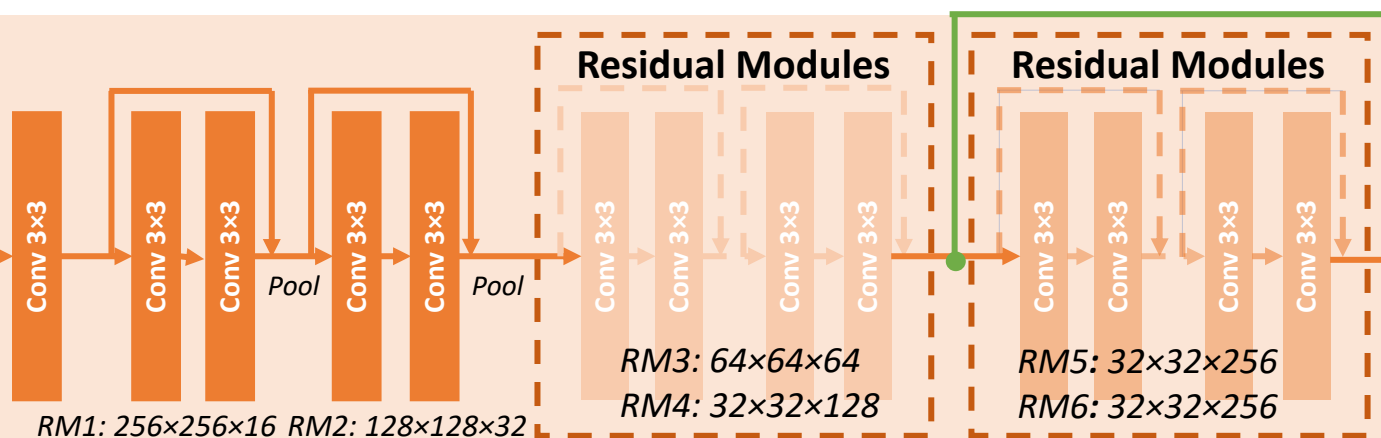 Residual Modules
Residual Modules
Conv 3×3
Conv 3×3
Conv 3×3
Conv 3×3
Conv 3×3
Conv 3×3
Conv 3×3
Conv 3×3
Conv 3×3
Conv 3×3
Conv 3×3
Conv 3×3
Conv 3×3
Pool
Pool
RM3: 64×64×64
RM4: 32×32×128
RM5: 32×32×256
RM6: 32×32×256
RM1: 256×256×16
RM2: 128×128×32